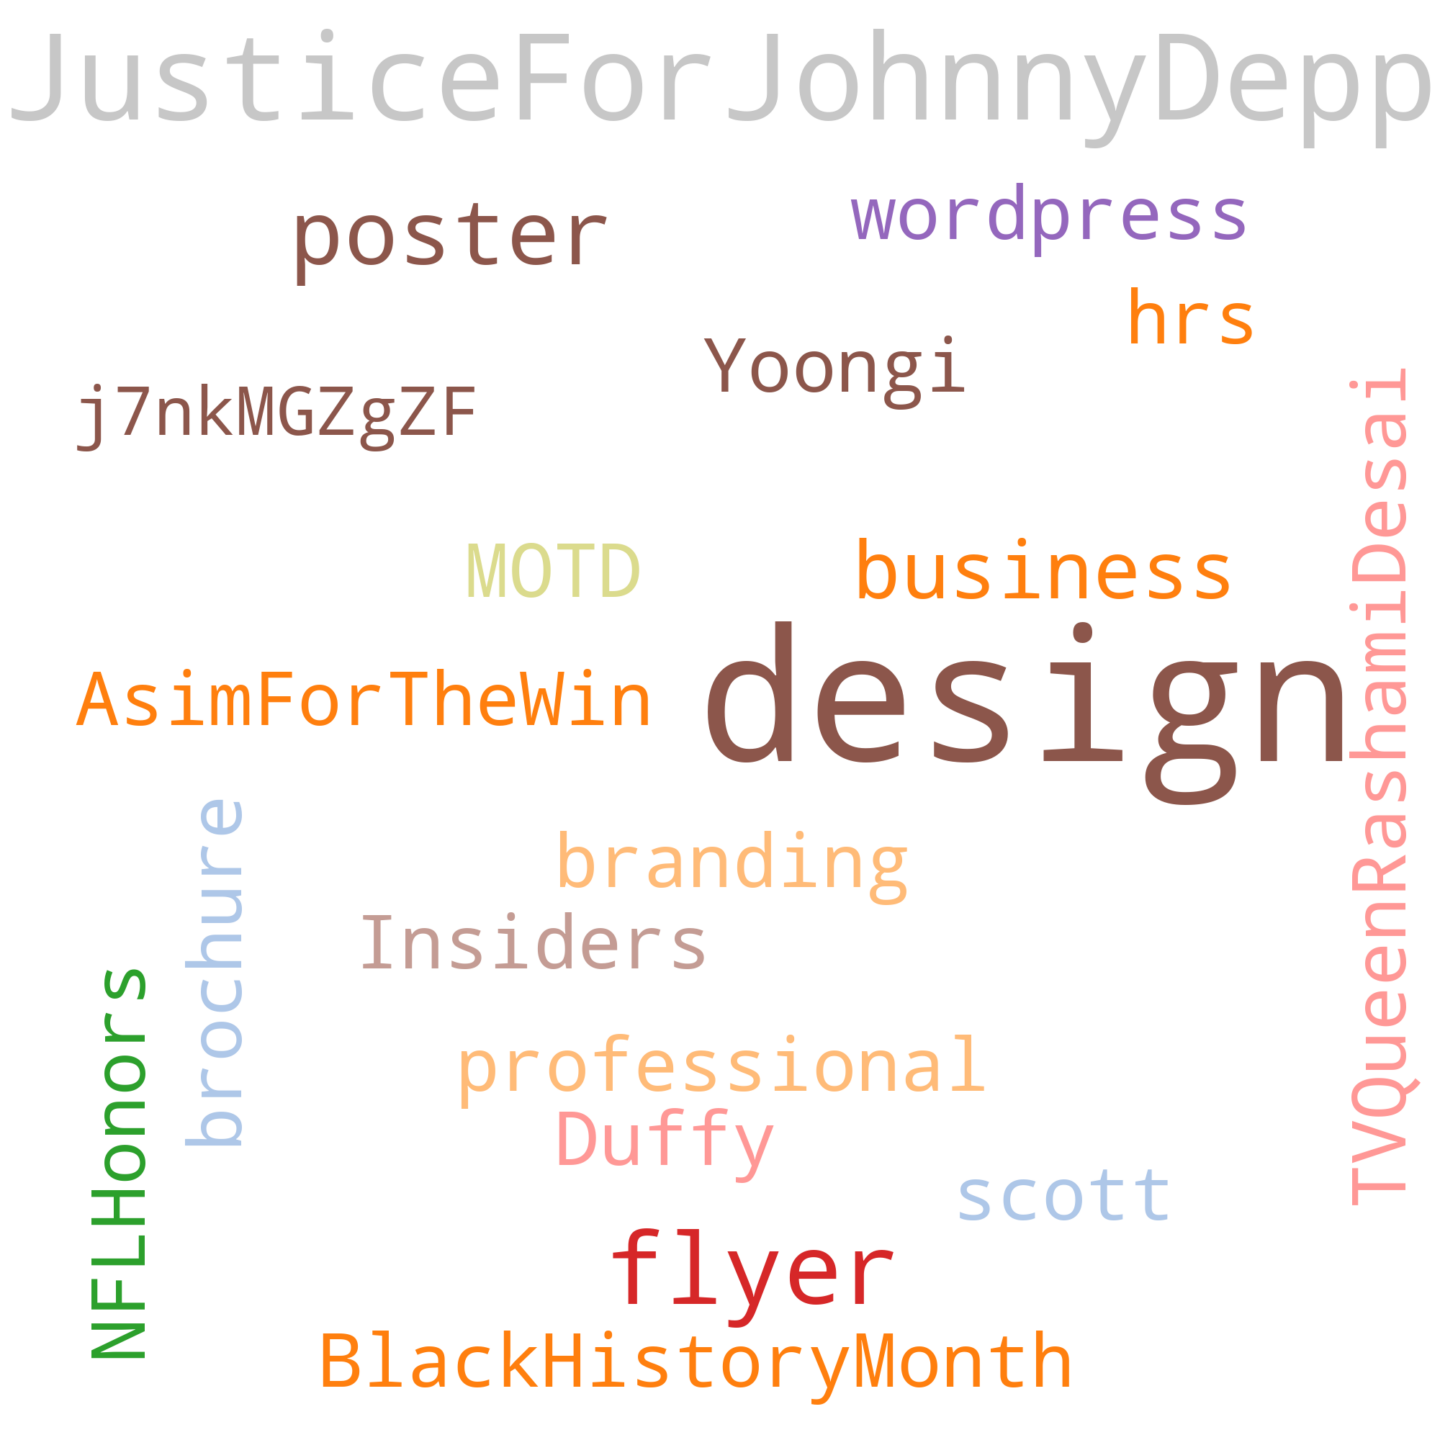 JusticeForJohnnyDepp
poster
wordpress
hrs
Yoongi
j7nkMGZgZF
TVQueenRashamiDesai
MOTD
business
design
AsimForTheWin
brochure
branding
Insiders
NFLHonors
professional
Duffy
scott
flyer
BlackHistoryMonth